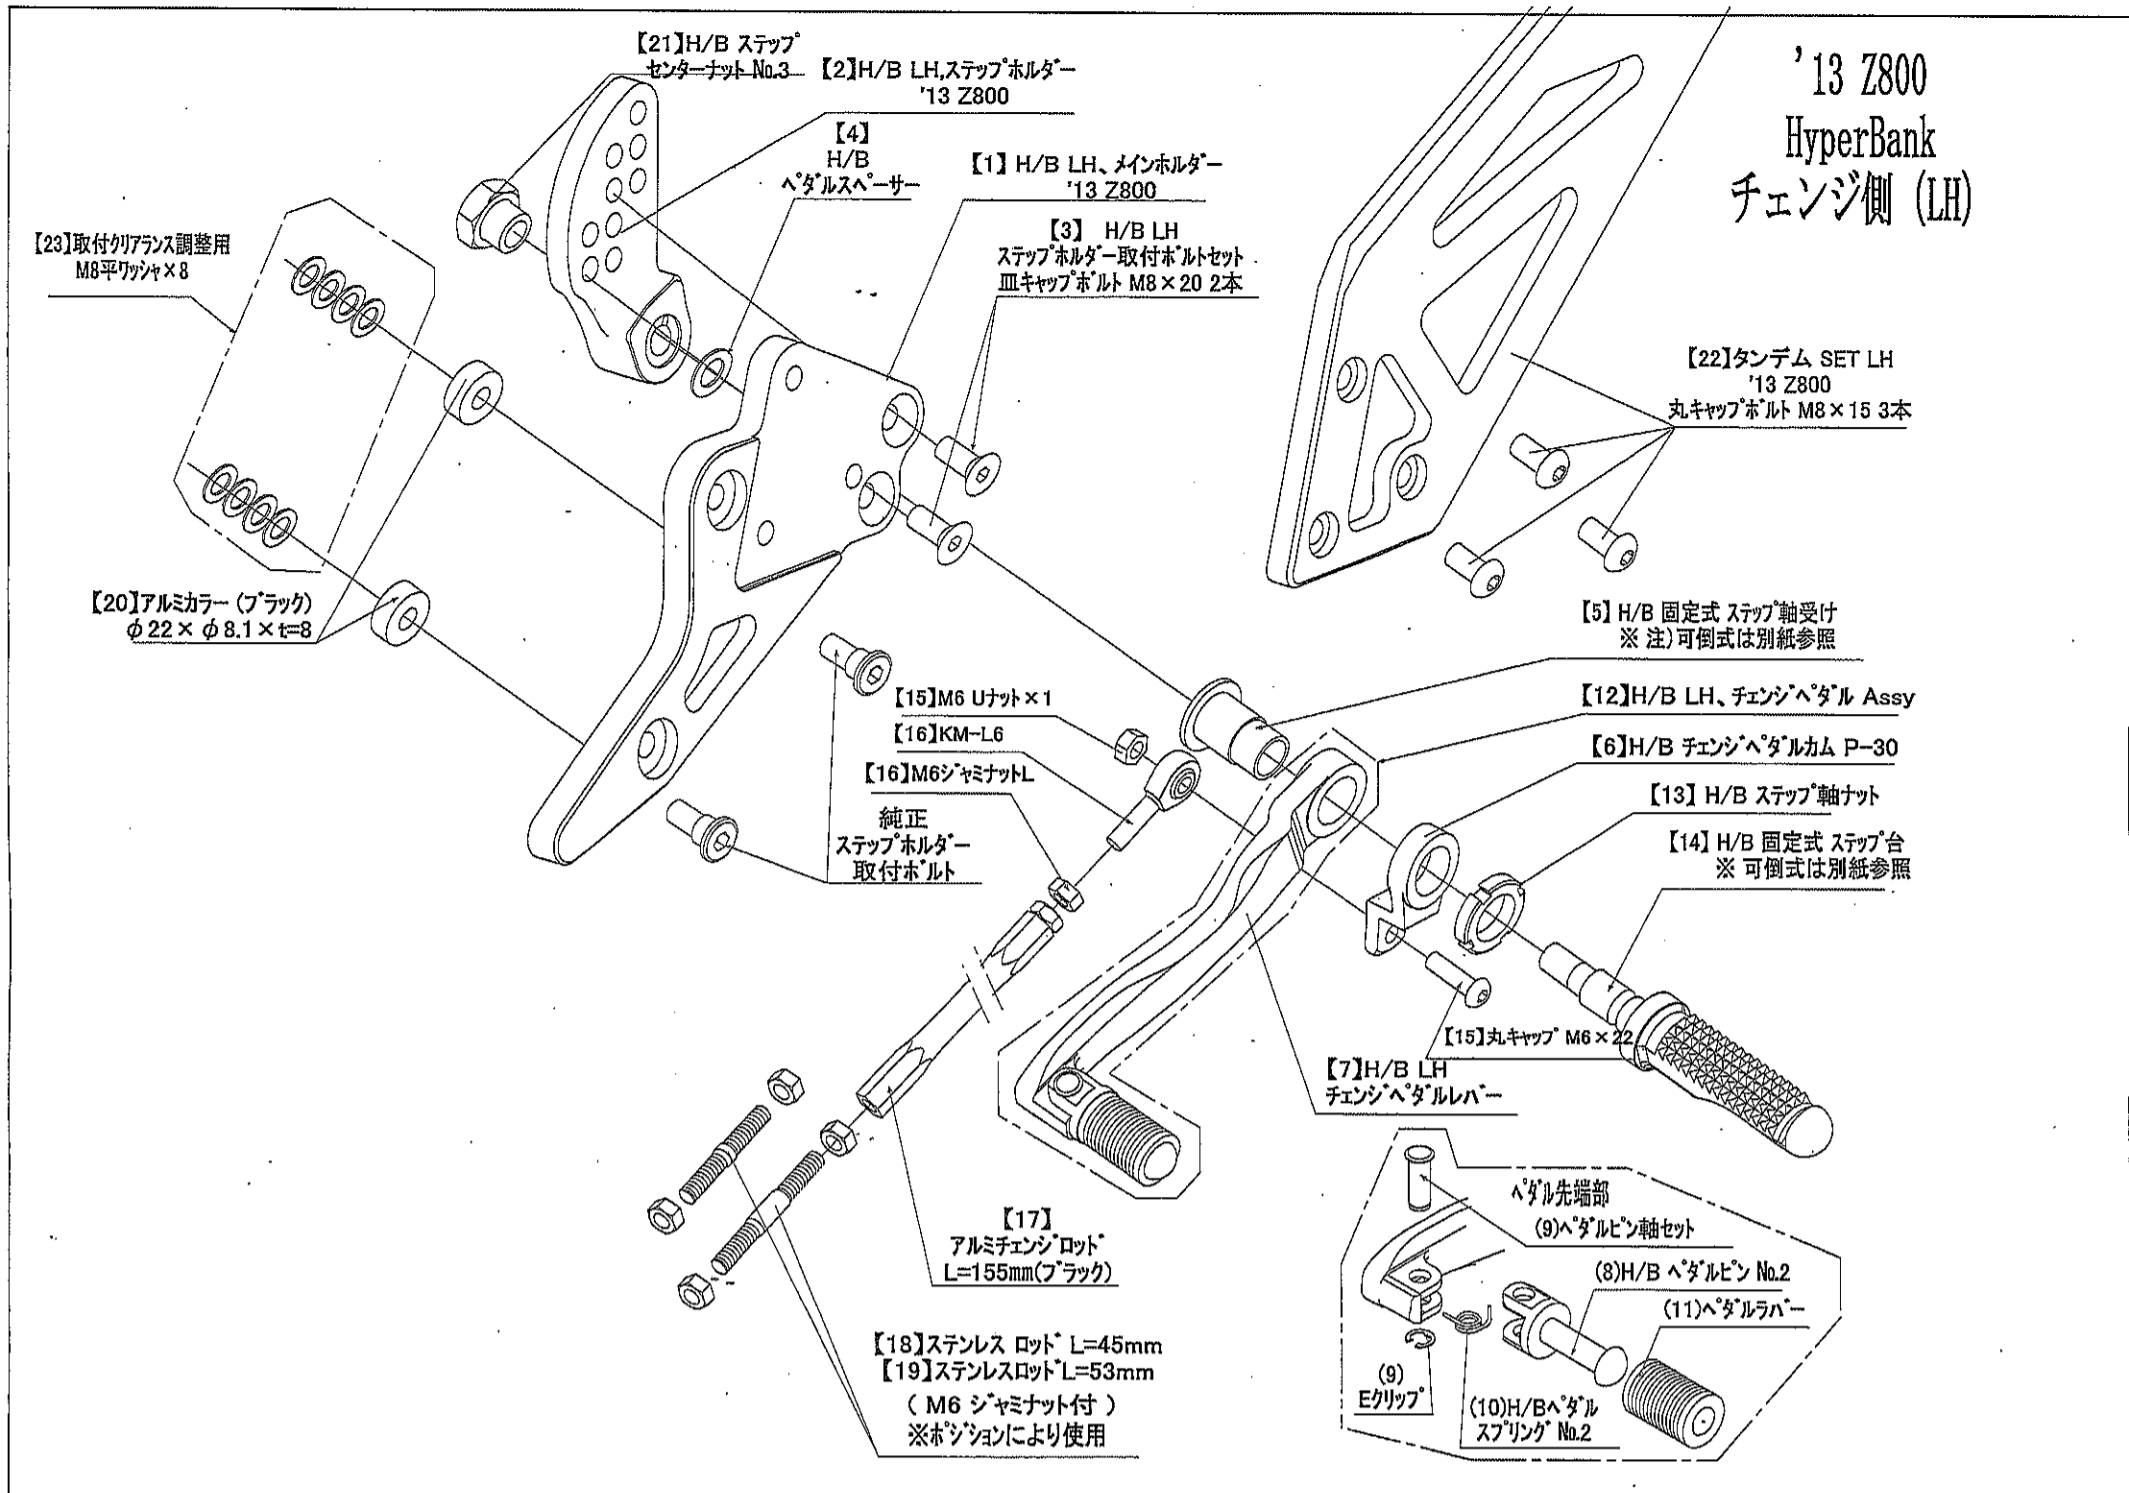 '13 Z800
HyperBank
チェンジ側 (LH)
【21】H/B ステップ
センターナット No.3
【2】H/B LH,ステップホルダー
'13 Z800
【4】
H/B
ペダルスペーサー
【1】 H/B LH、メインホルダー
'13 Z800
【3】 H/B LH
ステップホルダー取付ボルトセット
皿キャップボルト M8×20 2本
【23】取付クリアランス調整用
M8平ワッシャ×8
【22】タンデム SET LH
'13 Z800
丸キャップボルト M8×15 3本
【20】アルミカラー (ブラック)
φ22× φ8.1×t=8
【5】 H/B 固定式 ステップ軸受け
※ 注)可倒式は別紙参照
【15】M6 Uナット×1
【16】KM-L6
【16】M6ジャミナットL
純正
ステップホルダー
取付ボルト
【12】H/B LH、チェンジペダル Assy
【6】H/B チェンジペダルカム P-30
【13】 H/B ステップ軸ナット
【14】 H/B 固定式 ステップ台
※ 可倒式は別紙参照
【15】丸キャップ M6×22
【7】H/B LH
チェンジペダルレバー
【17】
アルミチェンジロッド
L=155mm(ブラック)
【18】ステンレス ロッド L=45mm
【19】ステンレスロッド L=53mm
( M6 ジャミナット付 )
※ポジションにより使用
ペダル先端部
(9)ペダルピン軸セット
(8)H/B ペダルピン No.2
(11)ペダルラバー
(9)
Eクリップ
(10)H/Bペダル
スプリング No.2